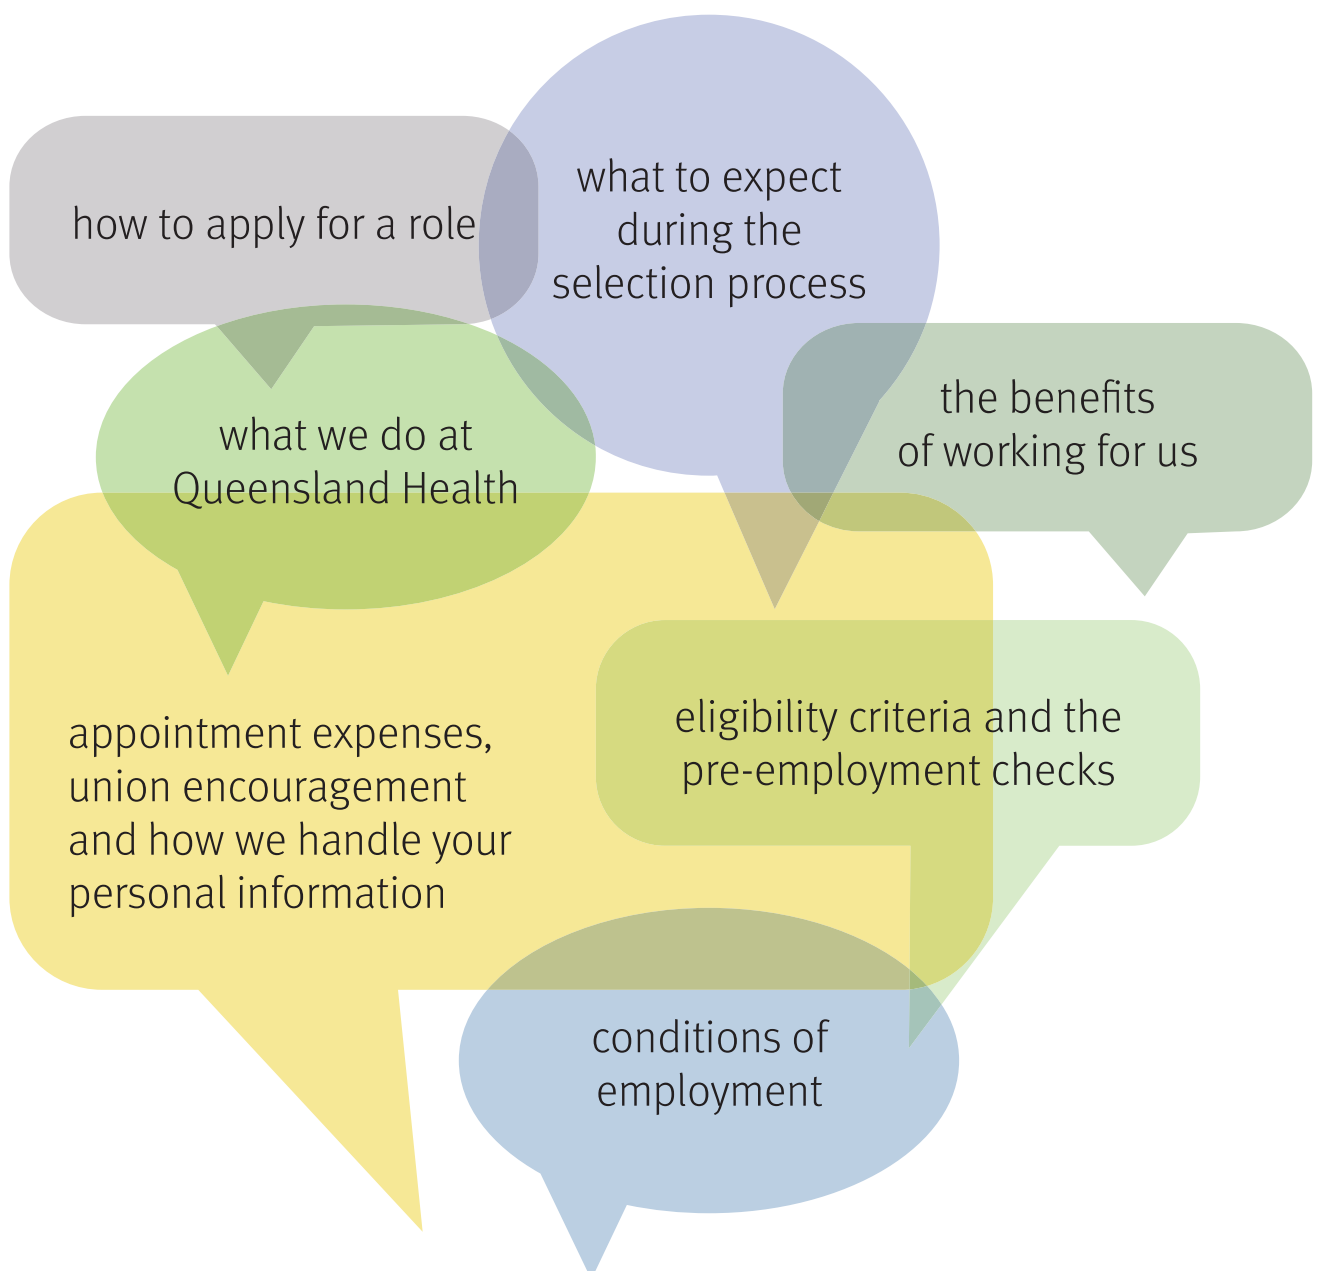 how to apply for a role
what to expect
during the
selection process
the benefits
of working for us
what we do at
Queensland Health
appointment expenses,
union encouragement
and how we handle your
personal information
eligibility criteria and the
pre-employment checks
conditions of
employment